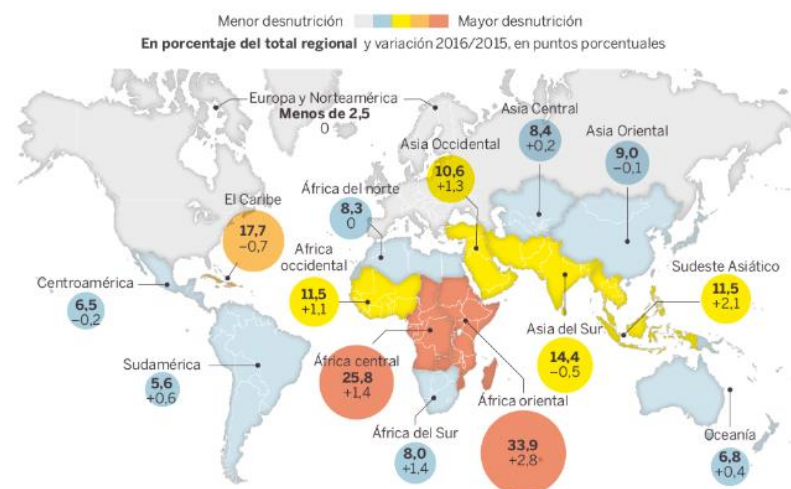 Menor desnutrición
Mayor desnutrición
En porcentaje del total regional y variación 2016/2015, en puntos porcentuales
Europa y Norteamérica
Menos de 2,5
0
Asia Central
8,4
+0,2
Asia Oriental
9,0
−0,1
Asia Occidental
10,6
+1,3
África del norte
8,3
0
El Caribe
17,7
−0,7
Africa
occidental
11,5
+1,1
Centroamérica
6,5
−0,2
Sudeste Asiático
11,5
+2,1
Asia del Sur
14,4
−0,5
Sudamérica
5,6
+0,6
África central
25,8
+1,4
África oriental
33,9
+2,8
África del Sur
8,0
+1,4
Oceanía
6,8
+0,4